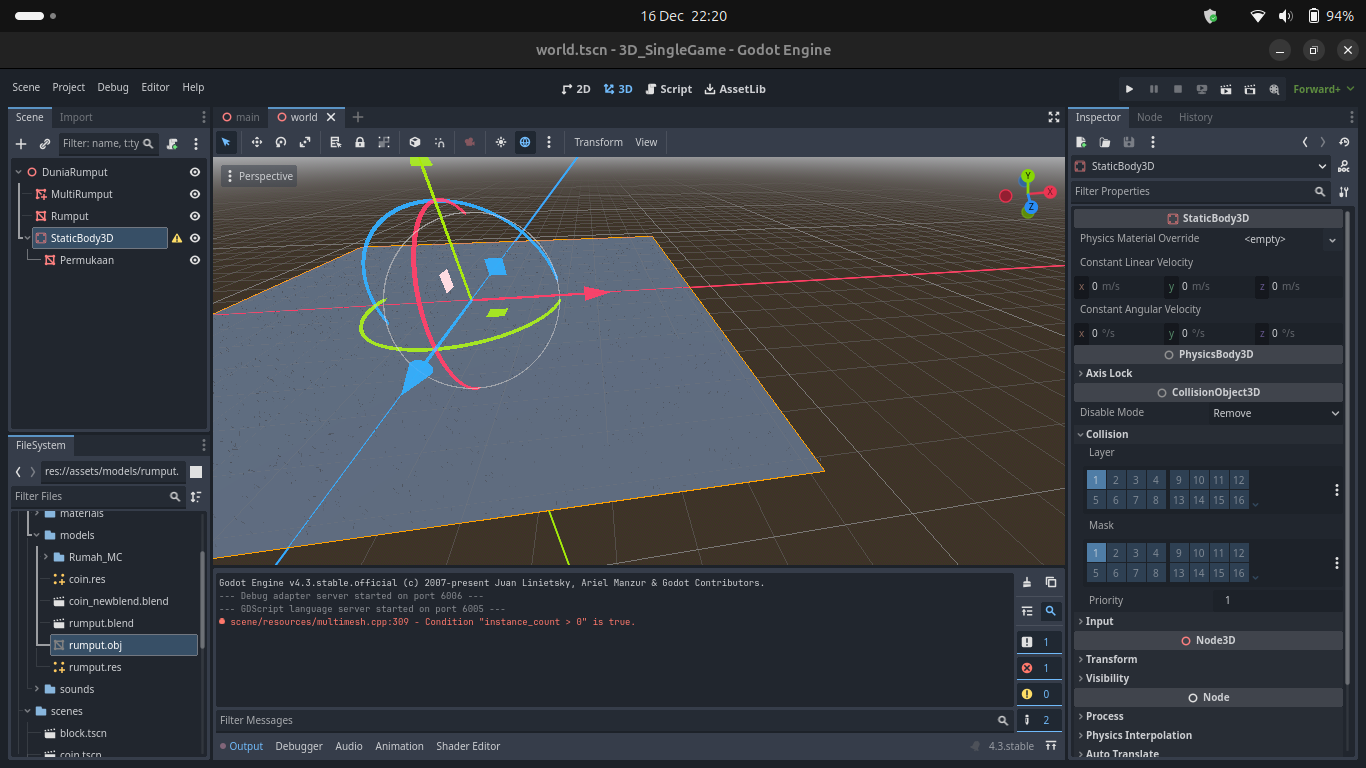 16 Dec 22:20
94%
world.tscn - 3D_SingleGame - Godot Engine
Scene Project Debug Editor Help
2D 3D Script AssetLib
Forward+
Scene Import
Filter: name, t:ty
DuniaRumput
MultiRumput
Rumput
StaticBody3D
Permukaan
FileSystem
res://assets/models/rumput.
Filter Files
materials
models
Rumah_MC
coin.res
coin_newblend.blend
rumput.blend
rumput.obj
rumput.res
sounds
scenes
block.tscn
coin.tscn
main world
Transform View
Perspective
Y
X
Z
Godot Engine v4.3.stable.official (c) 2007-present Juan Linietsky, Ariel Manzur & Godot Contributors.
--- Debug adapter server started on port 6006 ---
--- GDScript language server started on port 6005 ---
scene/resources/multimesh.cpp:309 - Condition "instance_count > 0" is true.
1
1
0
2
Filter Messages
Output Debugger Audio Animation Shader Editor
4.3.stable
Inspector Node History
StaticBody3D
Filter Properties
StaticBody3D
Physics Material Override <empty>
Constant Linear Velocity
x 0 m/s y 0 m/s z 0 m/s
Constant Angular Velocity
x 0 °/s y 0 °/s z 0 °/s
PhysicsBody3D
Axis Lock
CollisionObject3D
Disable Mode Remove
Collision
Layer
1 2 3 4 9 10 11 12
5 6 7 8 13 14 15 16
Mask
1 2 3 4 9 10 11 12
5 6 7 8 13 14 15 16
Priority 1
Input
Node3D
Transform
Visibility
Node
Process
Physics Interpolation
Auto Translate